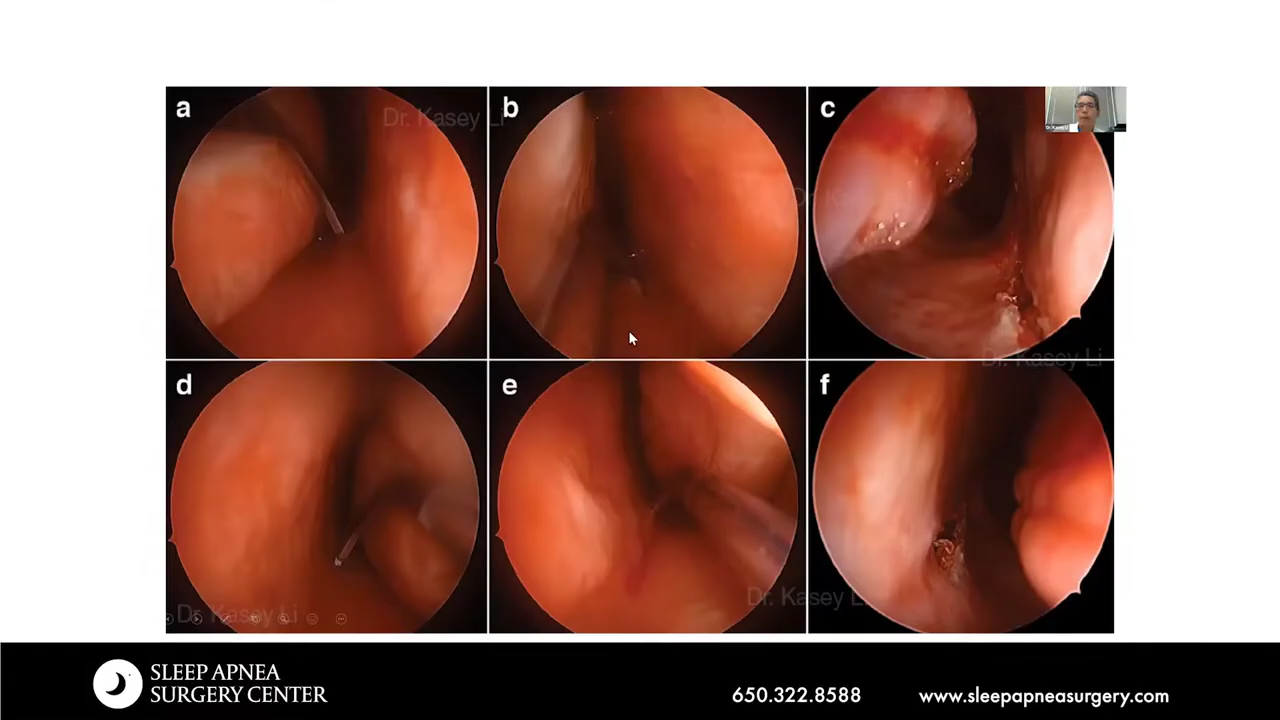 a
Dr. Kasey Li
b
c
Dr. Kasey Li
d
Dr. Kasey Li
e
Dr. Kasey Li
f
SLEEP APNEA
SURGERY CENTER
650.322.8588
www.sleepapneasurgery.com